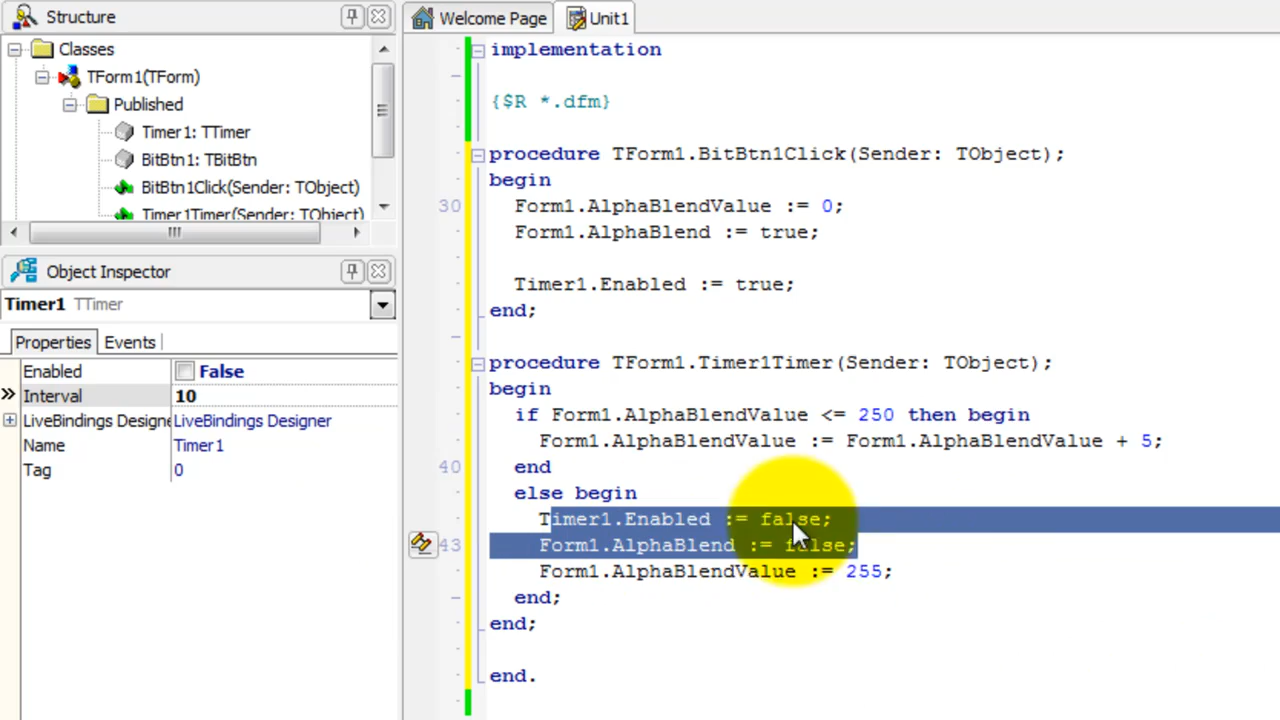 Structure
Classes
TForm1(TForm)
Published
Timer1: TTimer
BitBtn1: TBitBtn
BitBtn1Click(Sender: TObject)
Timer1Timer(Sender: TObject)
Object Inspector
Timer1 TTimer
Properties Events
Enabled False
Interval 10
LiveBindings Designe LiveBindings Designer
Name Timer1
Tag 0
Welcome Page Unit1
implementation
{$R *.dfm}
procedure TForm1.BitBtn1Click(Sender: TObject);
begin
30 Form1.AlphaBlendValue := 0;
Form1.AlphaBlend := true;
Timer1.Enabled := true;
end;
procedure TForm1.Timer1Timer(Sender: TObject);
begin
if Form1.AlphaBlendValue <= 250 then begin
Form1.AlphaBlendValue := Form1.AlphaBlendValue + 5;
40 end
else begin
Timer1.Enabled := false;
43 Form1.AlphaBlend := false;
Form1.AlphaBlendValue := 255;
end;
end;
end.